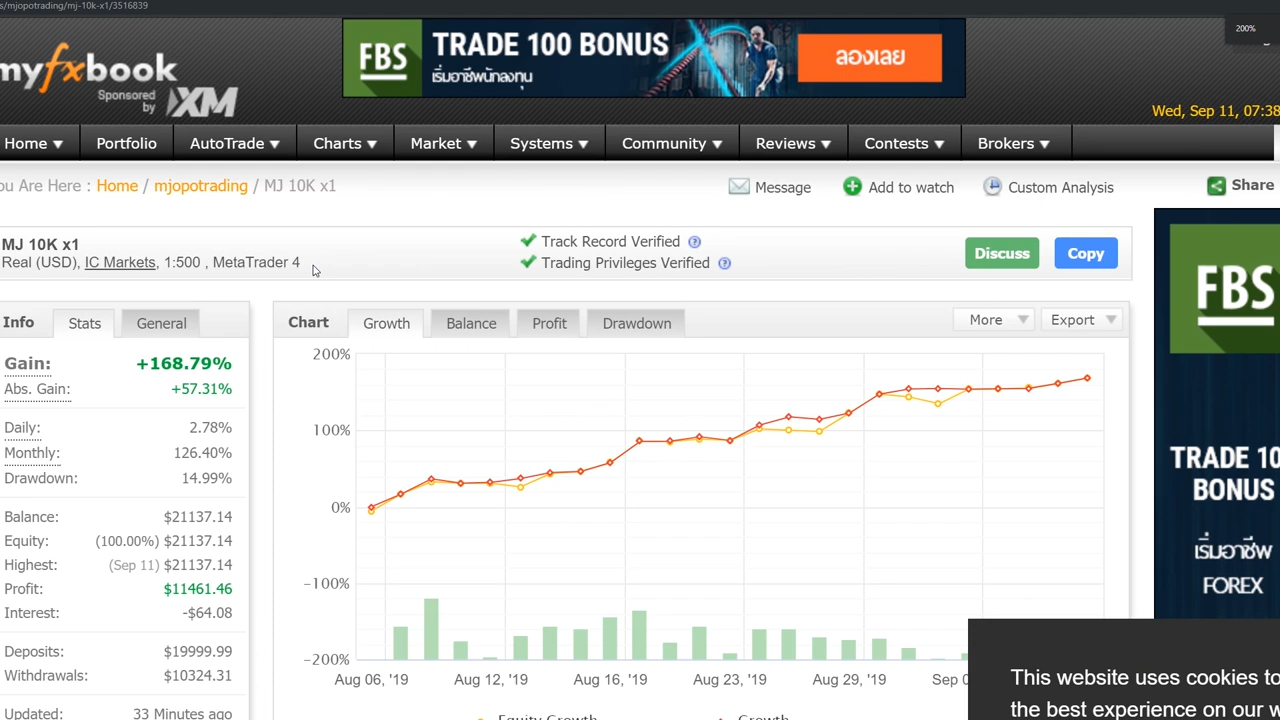 s/mjopotrading/mj-10k-x1/3516839
200%
myfxbook
Sponsored by XM
FBS TRADE 100 BONUS
เริ่มอาชีพนักลงทุน
ลองเลย
Wed, Sep 11, 07:38
Home ▼ Portfolio AutoTrade ▼ Charts ▼ Market ▼ Systems ▼ Community ▼ Reviews ▼ Contests ▼ Brokers ▼
ou Are Here : Home / mjopotrading / MJ 10K x1
Message Add to watch Custom Analysis Share
MJ 10K x1
Real (USD), IC Markets, 1:500 , MetaTrader 4
Track Record Verified ?
Trading Privileges Verified ?
Discuss Copy
Info Stats General
Gain: +168.79%
Abs. Gain: +57.31%
Daily: 2.78%
Monthly: 126.40%
Drawdown: 14.99%
Balance: $21137.14
Equity: (100.00%) $21137.14
Highest: (Sep 11) $21137.14
Profit: $11461.46
Interest: -$64.08
Deposits: $19999.99
Withdrawals: $10324.31
Updated: 33 Minutes ago
Chart Growth Balance Profit Drawdown More Export
200%
100%
0%
-100%
-200%
Aug 06, '19 Aug 12, '19 Aug 16, '19 Aug 23, '19 Aug 29, '19 Sep 0
Equity Growth Growth
FBS
TRADE 10
BONUS
เริ่มอาชีพ
FOREX
This website uses cookies to
the best experience on our w